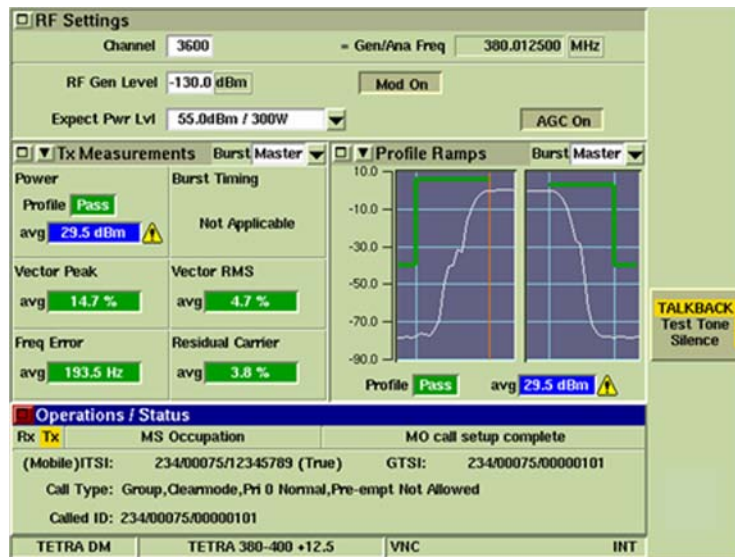 RF Settings
Channel 3600 = Gen/Ana Freq 380.012500 MHz
RF Gen Level -130.0 dBm Mod On
Expect Pwr Lvl 55.0dBm / 300W AGC On
Tx Measurements Burst Master
Profile Ramps Burst Master
Power
Profile Pass
avg 29.5 dBm
Burst Timing
Not Applicable
Vector Peak
avg 14.7 %
Vector RMS
avg 4.7 %
Freq Error
avg 193.5 Hz
Residual Carrier
avg 3.8 %
10.0
-10.0
-30.0
-50.0
-70.0
-90.0
Profile Pass avg 29.5 dBm
TALKBACK
Test Tone
Silence
Operations / Status
Rx Tx MS Occupation MO call setup complete
(Mobile)ITSI: 234/00075/12345789 (True) GTSI: 234/00075/00000101
Call Type: Group,Clearmode,Pri 0 Normal,Pre-empt Not Allowed
Called ID: 234/00075/00000101
TETRA DM TETRA 380-400 +12.5 VNC INT